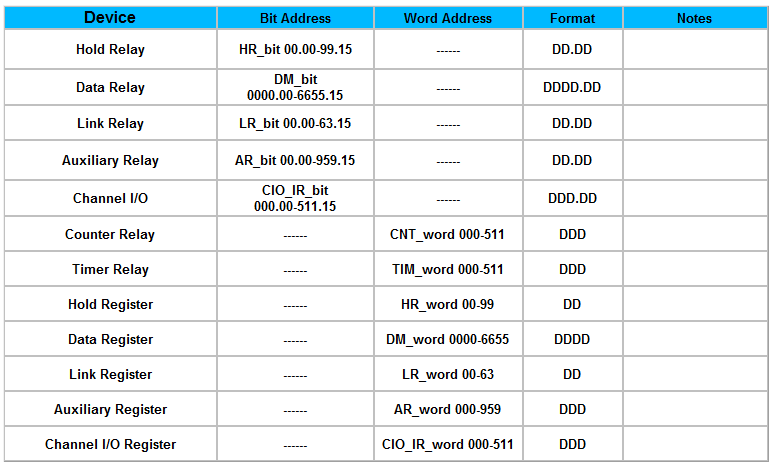 Device Bit Address Word Address Format Notes
Hold Relay HR_bit 00.00-99.15 ------ DD.DD
Data Relay DM_bit ------ DDDD.DD
0000.00-6655.15
Link Relay LR_bit 00.00-63.15 ------ DD.DD
Auxiliary Relay AR_bit 00.00-959.15 ------ DD.DD
Channel I/O CIO_IR_bit ------ DDD.DD
000.00-511.15
Counter Relay ------ CNT_word 000-511 DDD
Timer Relay ------ TIM_word 000-511 DDD
Hold Register ------ HR_word 00-99 DD
Data Register ------ DM_word 0000-6655 DDDD
Link Register ------ LR_word 00-63 DD
Auxiliary Register ------ AR_word 000-959 DDD
Channel I/O Register ------ CIO_IR_word 000-511 DDD